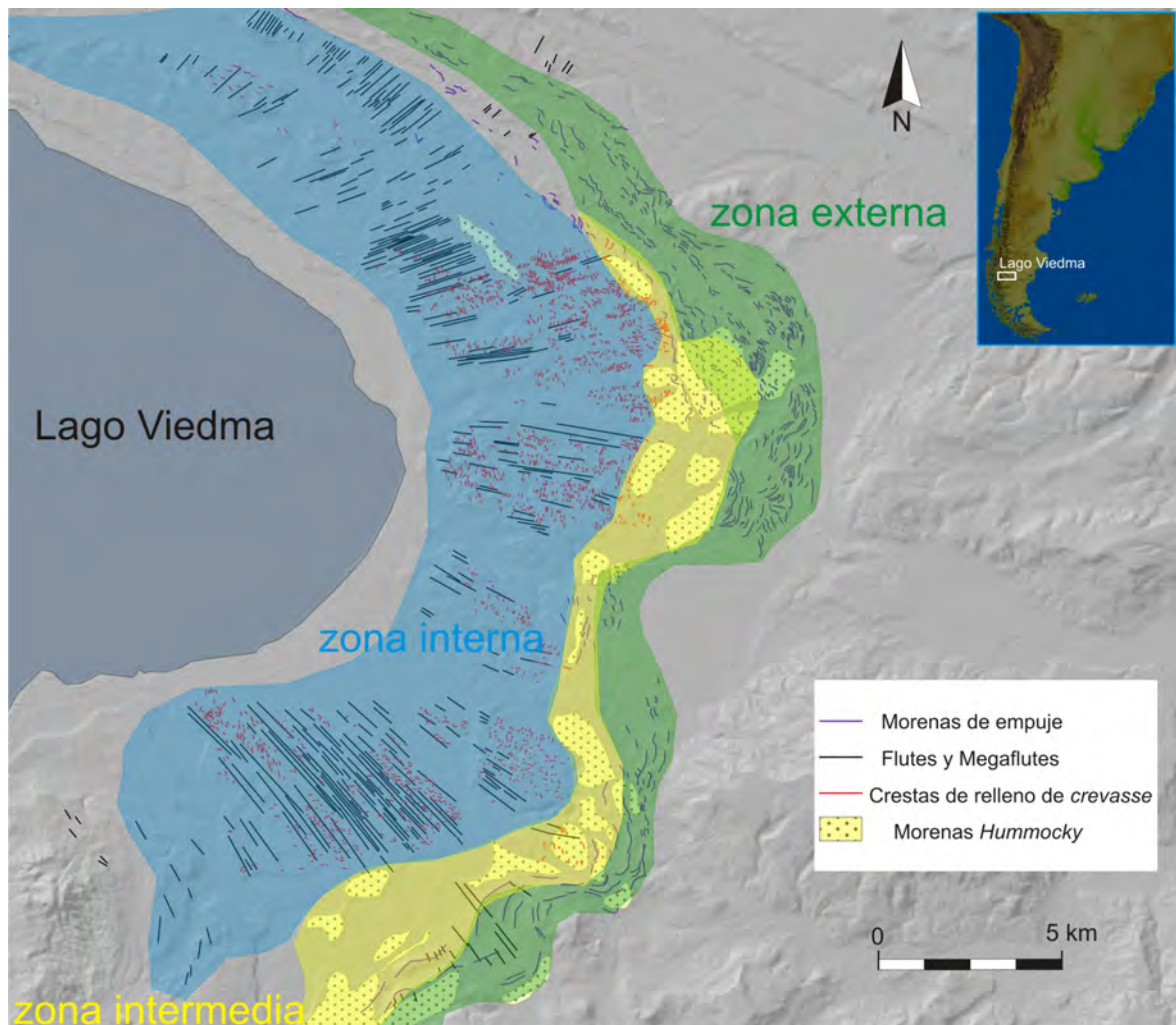 N
zona externa
Lago Viedma
Lago Viedma
zona interna
Morenas de empuje
Flutes y Megaflutes
Crestas de relleno de crevasse
Morenas Hummocky
0 5 km
zona intermedia